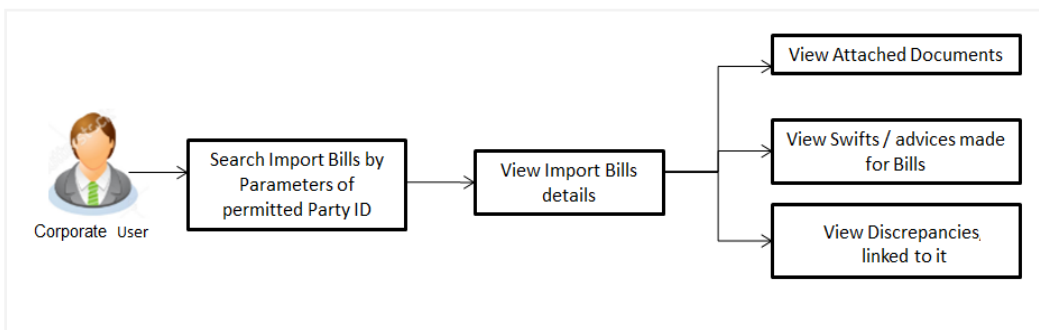 View Attached Documents
Search Import Bills by
Parameters of
permitted Party ID
View Import Bills
details
View Swifts / advices made
for Bills
View Discrepancies,
linked to it
Corporate User